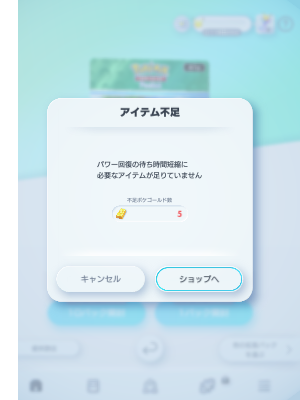 アイテム不足
パワー回復の待ち時間短縮に
必要なアイテムが足りていません
不足ポケゴールド数
5
キャンセル
ショップへ